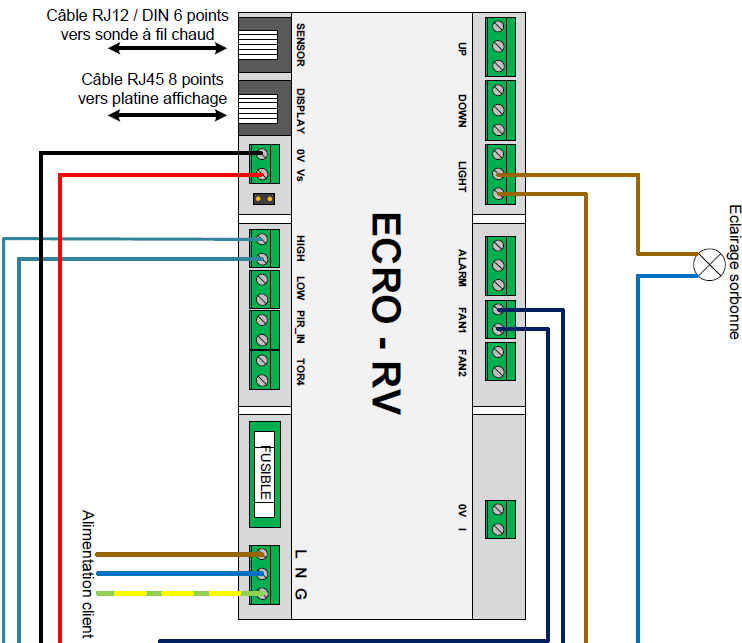 Câble RJ12 / DIN 6 points
vers sonde à fil chaud
Câble RJ45 8 points
vers platine affichage
SENSOR
DISPLAY
0V Vs
HIGH
LOW
PIR_IN
TOR4
FUSIBLE
L N G
Alimentation client
ECRO - RV
UP
DOWN
LIGHT
ALARM
FAN1
FAN2
0V I
Eclairage sorbonne